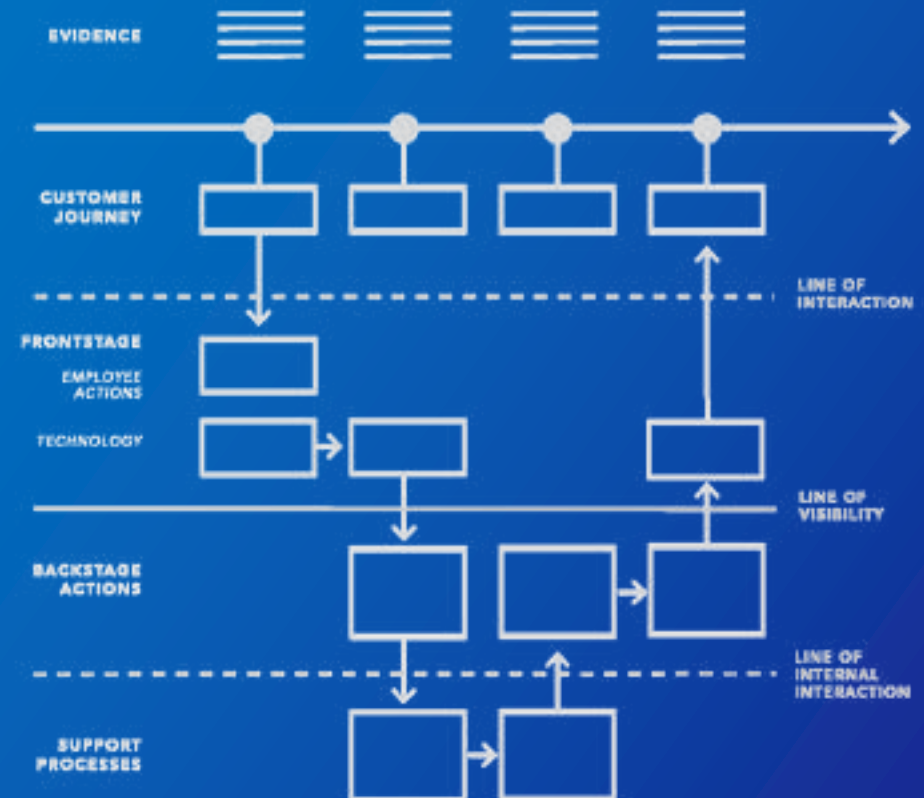 EVIDENCE
CUSTOMER
JOURNEY
LINE OF
INTERACTION
FRONTSTAGE
EMPLOYEE
ACTIONS
TECHNOLOGY
LINE OF
VISIBILITY
BACKSTAGE
ACTIONS
LINE OF
INTERNAL
INTERACTION
SUPPORT
PROCESSES